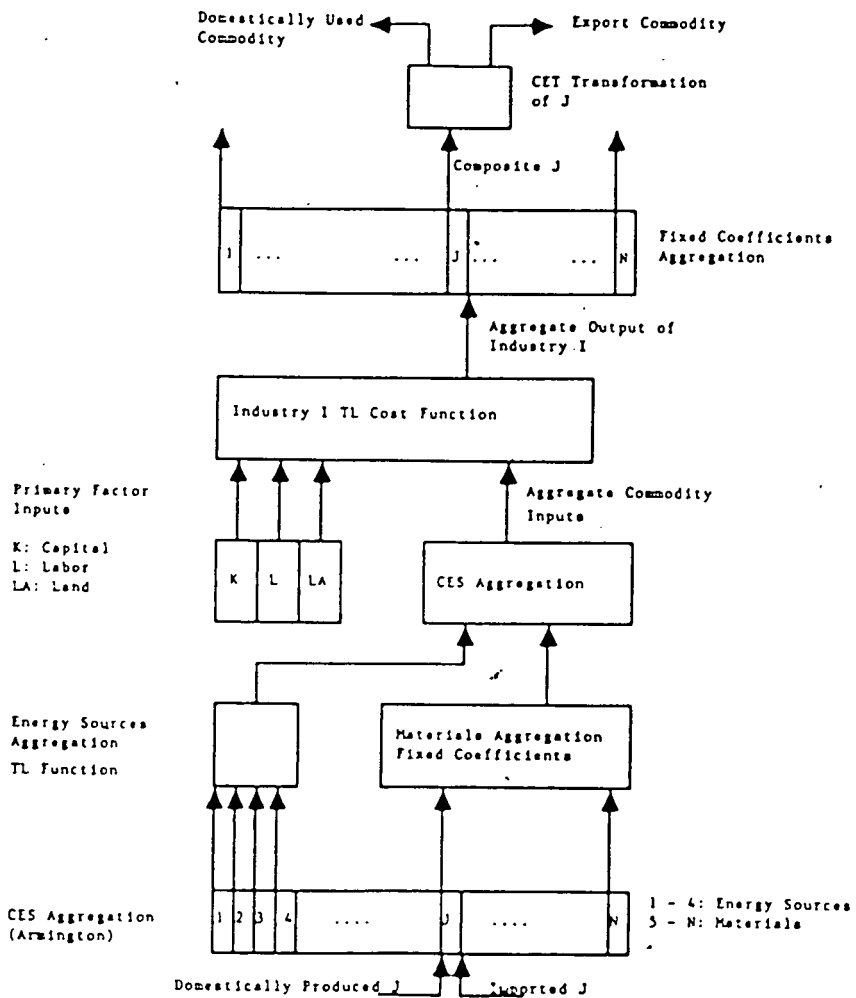 Domestically Used
Commodity
Export Commodity
CET Transformation
of J
Composite J
1 ... ... J ... ... N
Fixed Coefficients
Aggregation
Aggregate Output of
Industry I
Industry I TL Cost Function
Primary Factor
Inputs
K: Capital
L: Labor
LA: Land
Aggregate Commodity
Inputs
K L LA
CES Aggregation
Energy Sources
Aggregation
TL Function
Materials Aggregation
Fixed Coefficients
CES Aggregation
(Armington)
1 2 3 4 .... J .... N
1 - 4: Energy Sources
5 - N: Materials
Domestically Produced J
Imported J